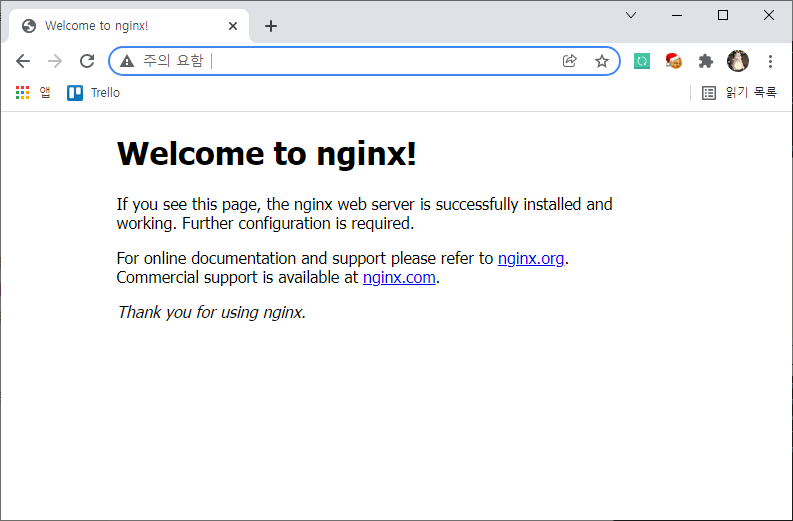 Welcome to nginx!
주의 요함
앱
Trello
읽기 목록
Welcome to nginx!
If you see this page, the nginx web server is successfully installed and
working. Further configuration is required.
For online documentation and support please refer to nginx.org.
Commercial support is available at nginx.com.
Thank you for using nginx.